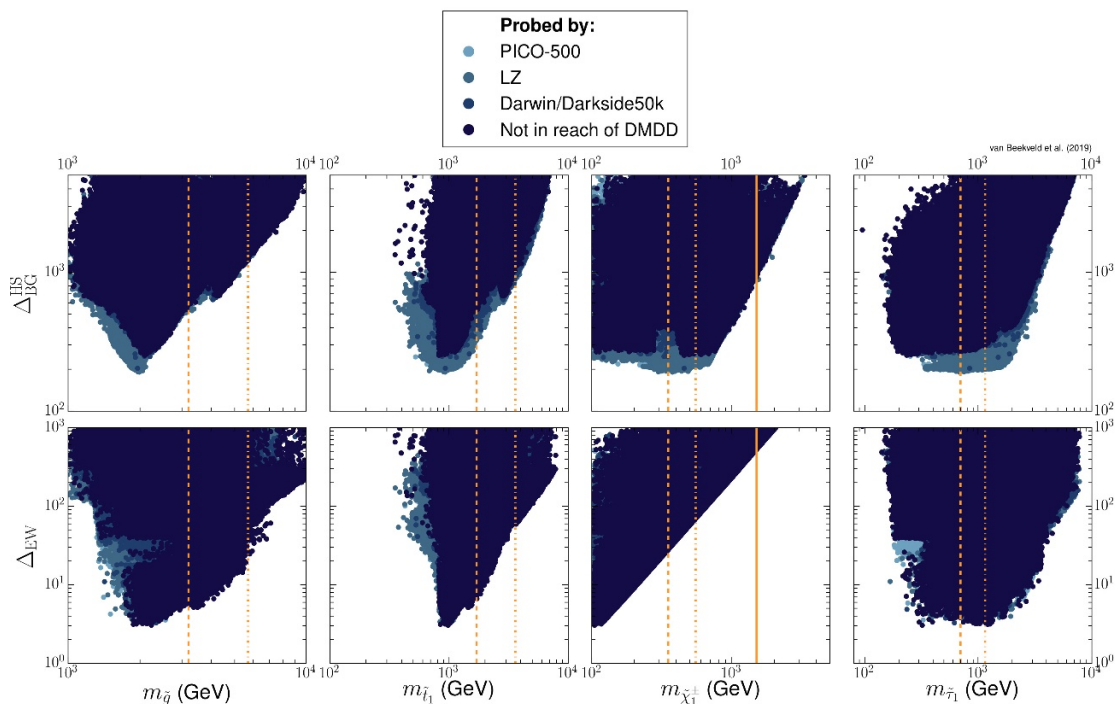 Probed by:
PICO-500
LZ
Darwin/Darkside50k
Not in reach of DMDD
van Beekveld et al. (2019)
10³ 10⁴ 10² 10³ 10⁴ 10² 10³ 10² 10³ 10⁴
Δ_BG^HS
10³
10²
10³
10²
Δ_EW
10³
10²
10¹
10⁰
10³
10²
10¹
10⁰
10³ 10⁴ 10² 10³ 10⁴ 10² 10³ 10² 10³ 10⁴
m_g̃ (GeV) m_t̃₁ (GeV) m_χ̃₁^± (GeV) m_τ̃₁ (GeV)